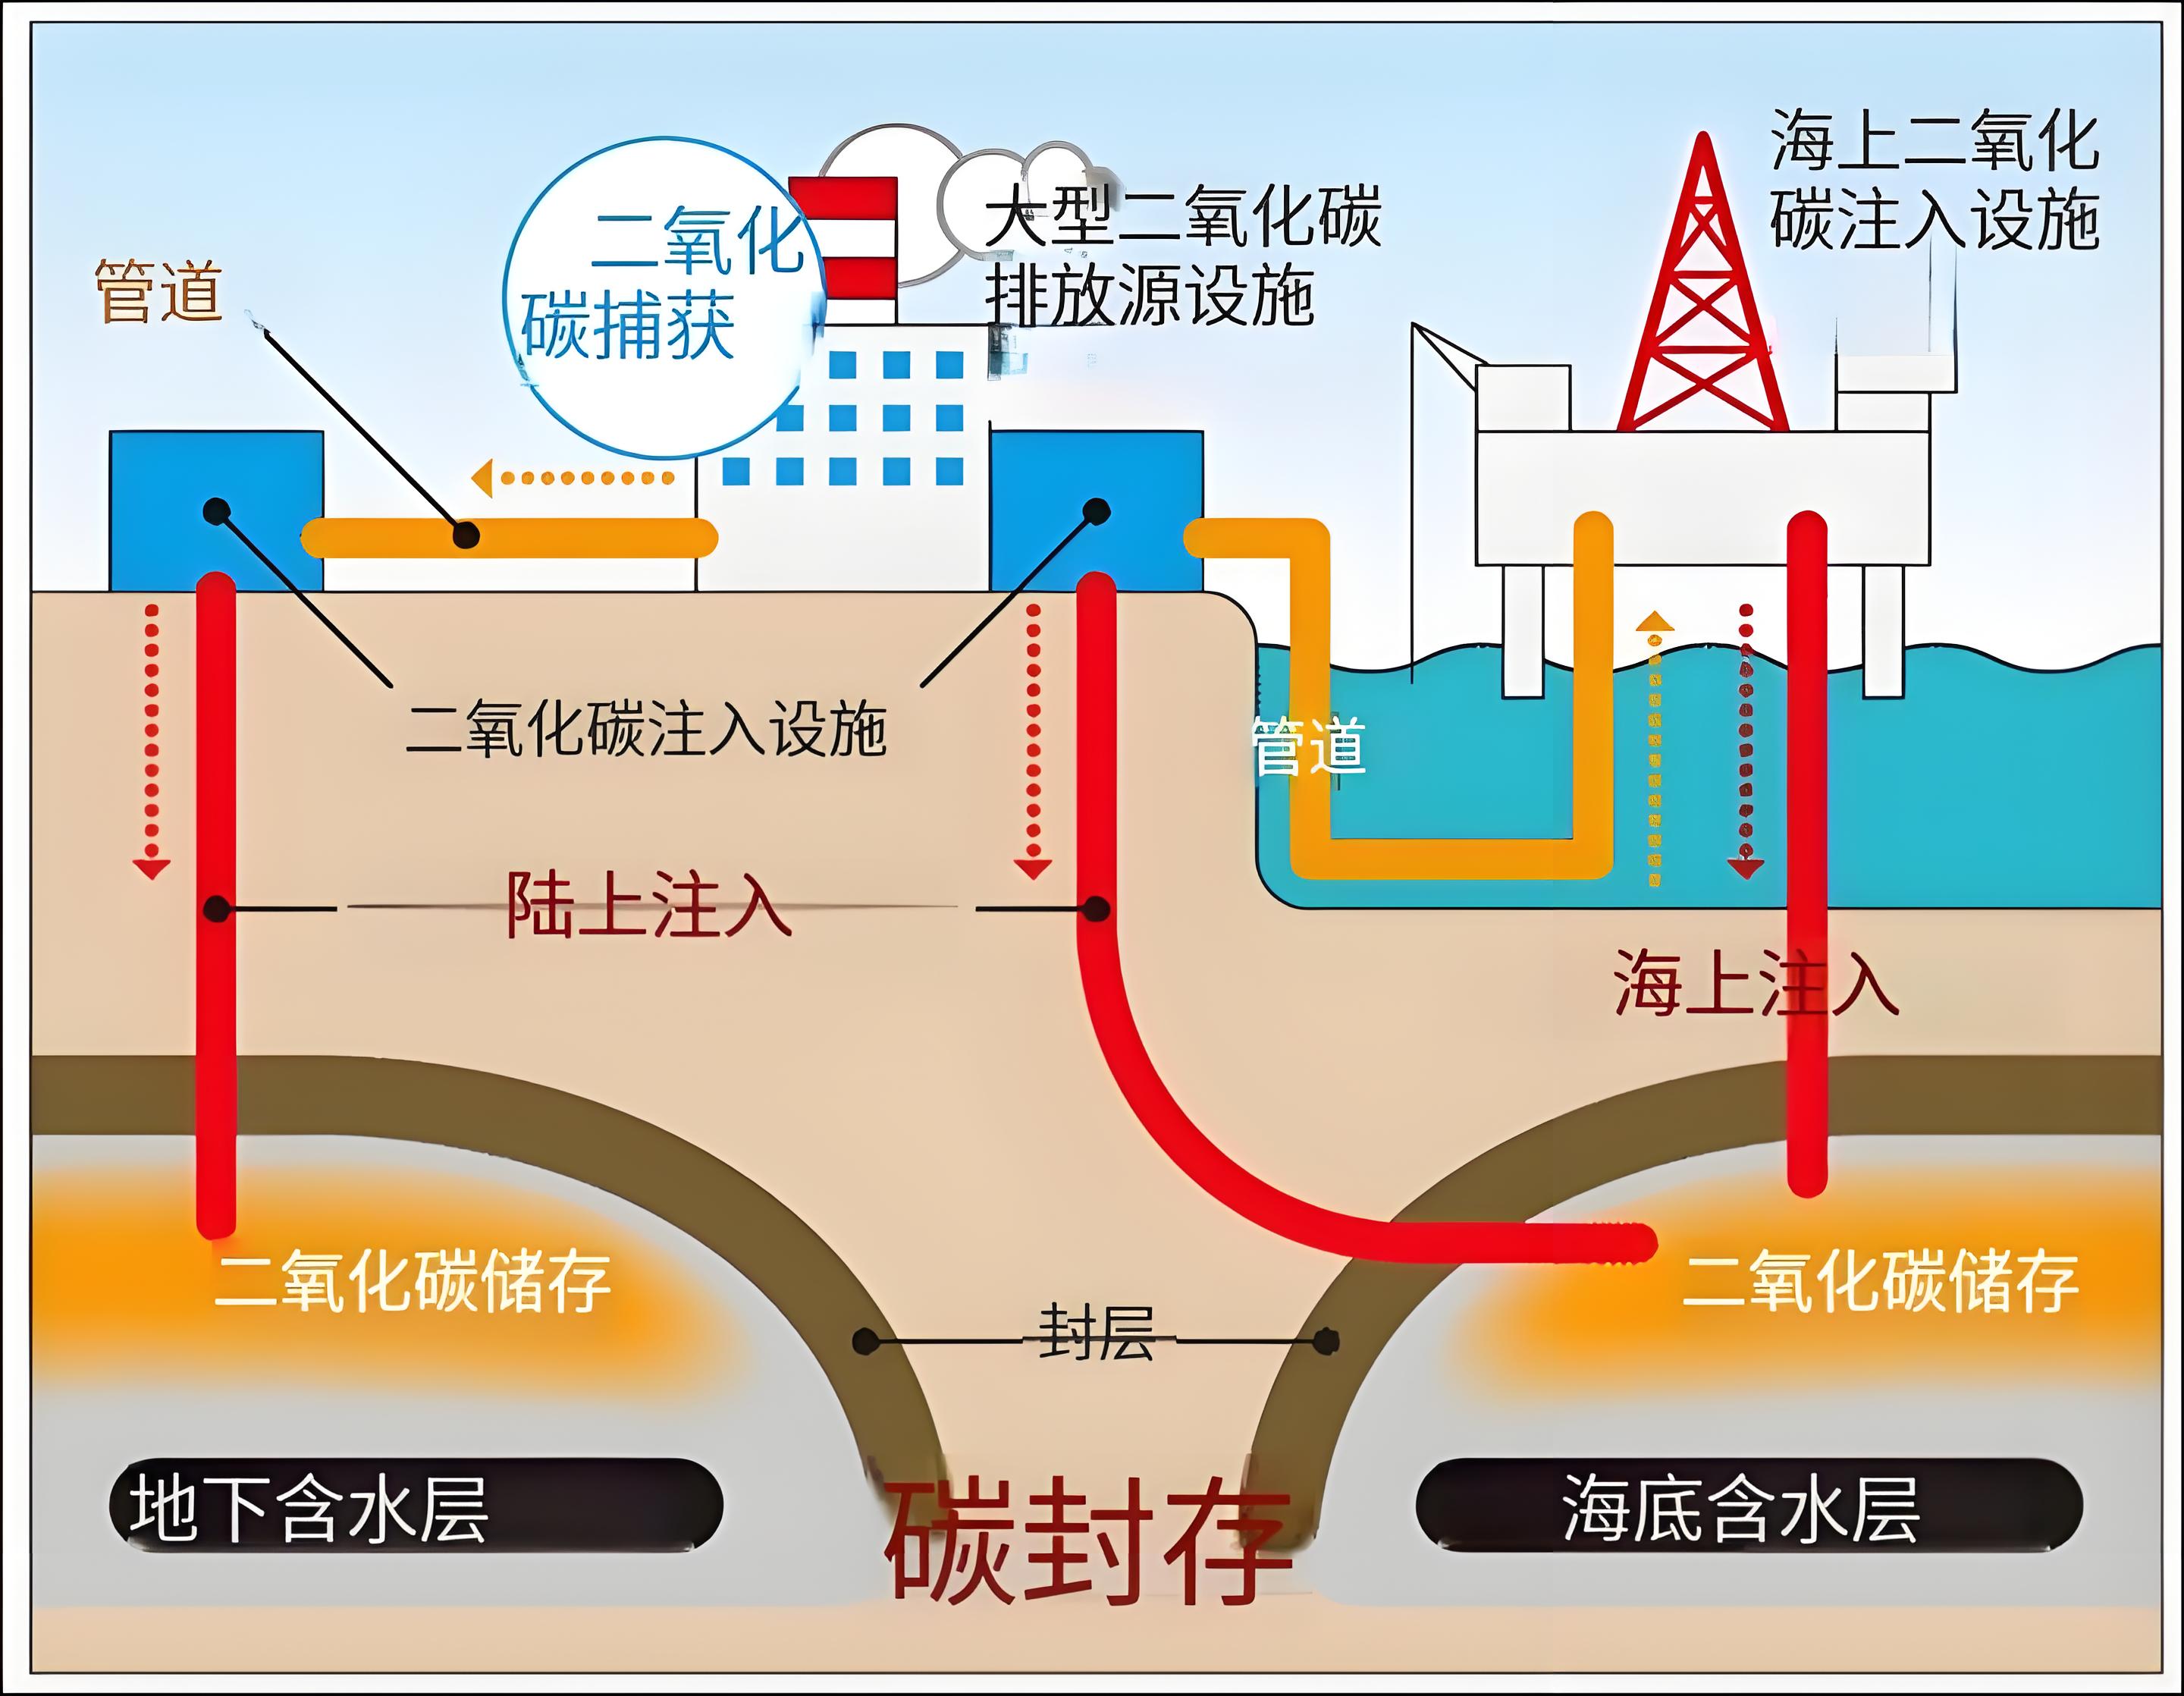 海上二氧化
碳注入设施
大型二氧化碳
排放源设施
二氧化
碳捕获
管道
二氧化碳注入设施
管道
陆上注入
海上注入
二氧化碳储存
二氧化碳储存
封层
地下含水层
碳封存
海底含水层